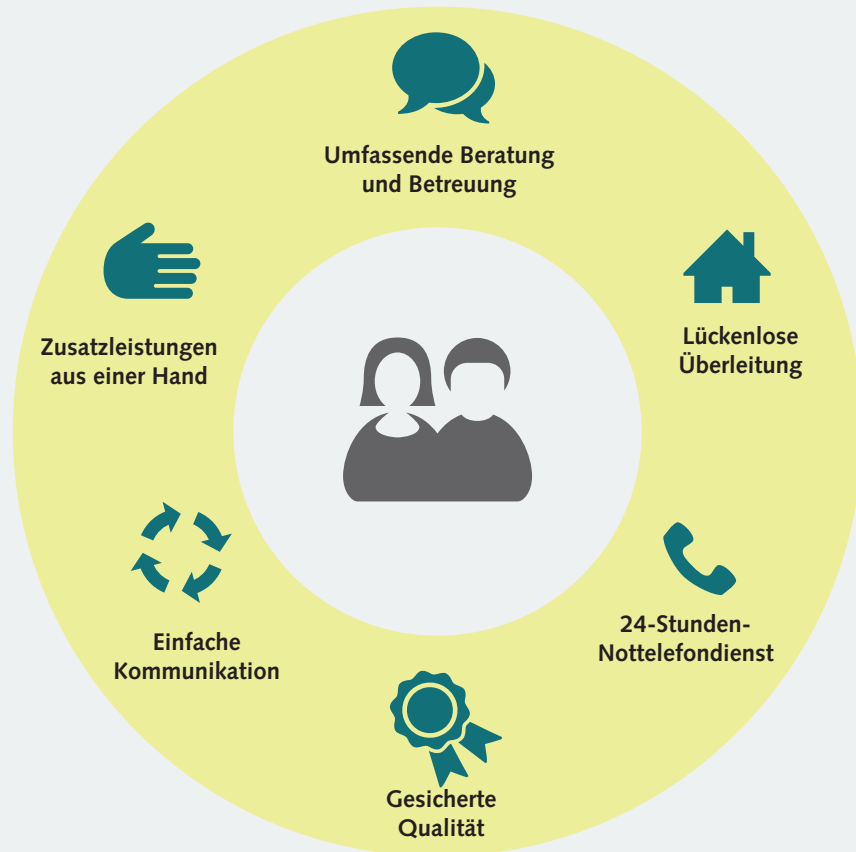 Umfassende Beratung
und Betreuung
Lückenlose
Überleitung
24-Stunden-
Nottelefondienst
Gesicherte
Qualität
Einfache
Kommunikation
Zusatzleistungen
aus einer Hand